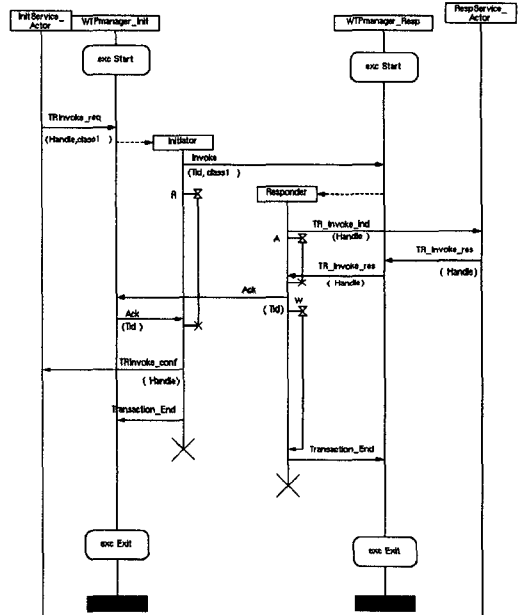 InitService_
Actor
WTPmanager_Init
WTPmanager_Resp
RespService_
Actor
exc Start
exc Start
TRInvoke_req
(Handle,class1 )
Initiator
Invoke
(Tid, class1 )
R
Responder
TR_Invoke_ind
(Handle )
A
TR_Invoke_res
( Handle)
TR_Invoke_res
( Handle)
Ack
( Tid)
W
Ack
(Tid )
TRInvoke_conf
( Handle)
Transaction_End
Transaction_End
exc Exit
exc Exit